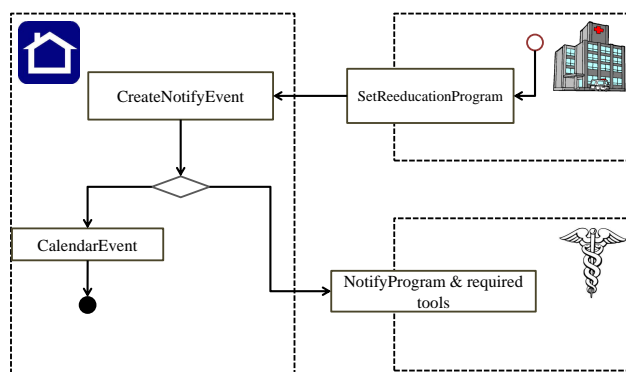 CreateNotifyEvent
SetReeducationProgram
CalendarEvent
NotifyProgram & required
tools